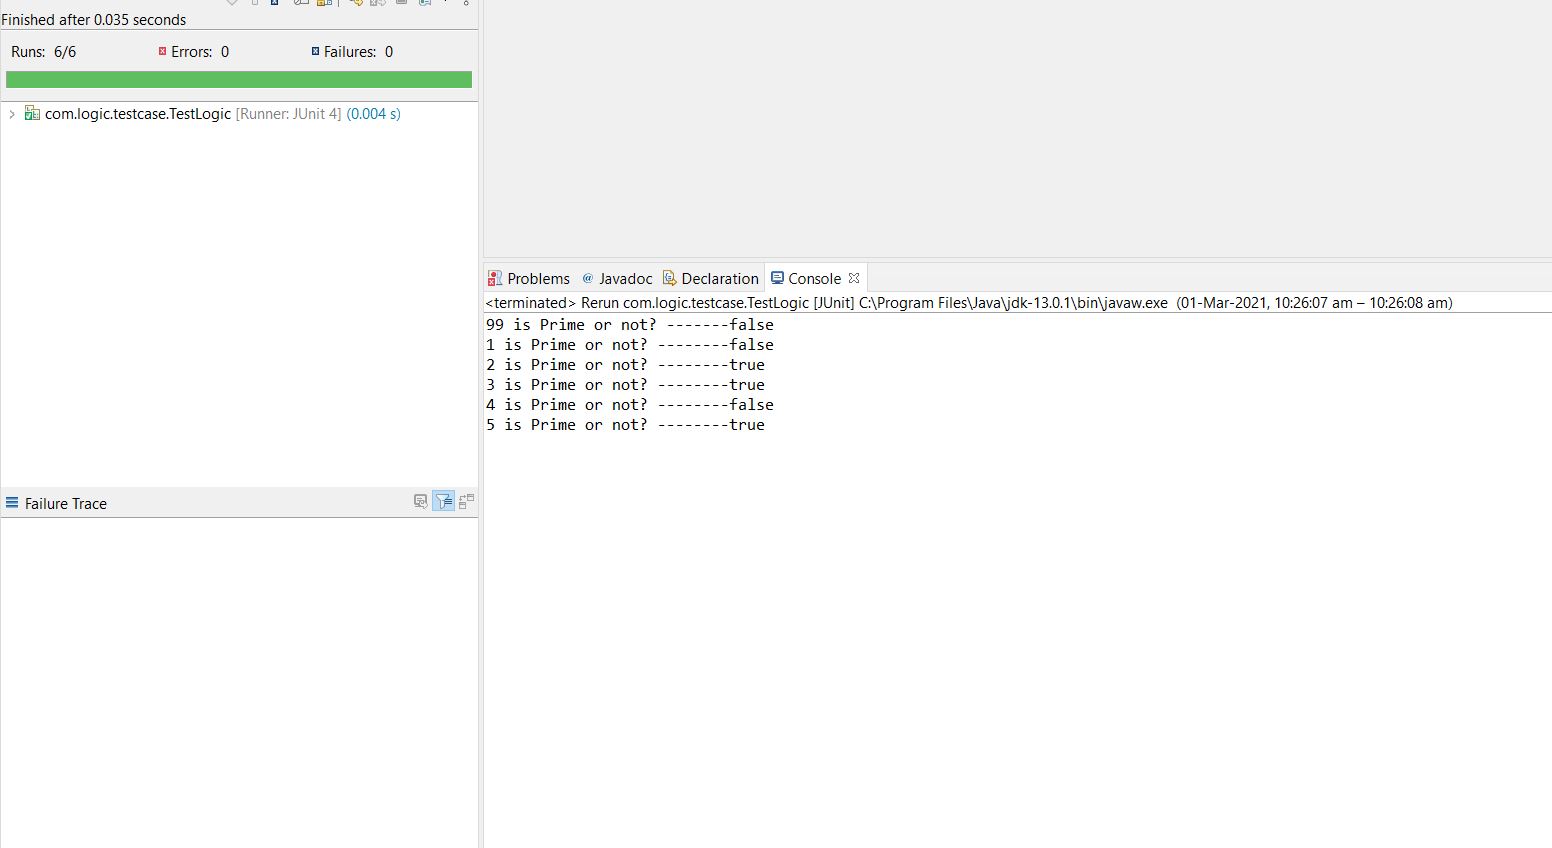 Finished after 0.035 seconds
Runs: 6/6 Errors: 0 Failures: 0
com.logic.testcase.TestLogic [Runner: JUnit 4] (0.004 s)
Failure Trace
Problems @ Javadoc Declaration Console
<terminated> Rerun com.logic.testcase.TestLogic [JUnit] C:\Program Files\Java\jdk-13.0.1\bin\javaw.exe (01-Mar-2021, 10:26:07 am – 10:26:08 am)
99 is Prime or not? -------false
1 is Prime or not? --------false
2 is Prime or not? --------true
3 is Prime or not? --------true
4 is Prime or not? --------false
5 is Prime or not? --------true